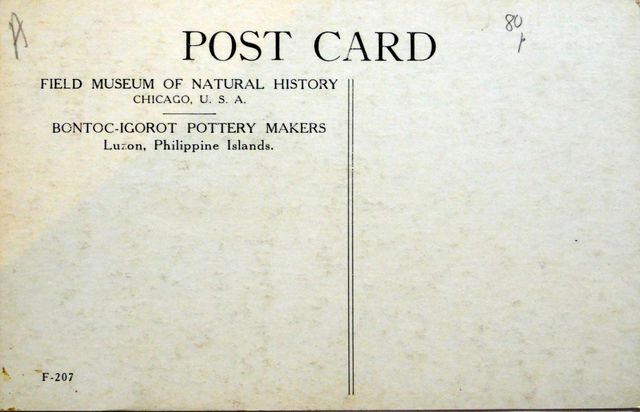 POST CARD
80
FIELD MUSEUM OF NATURAL HISTORY
CHICAGO, U. S. A.
BONTOC-IGOROT POTTERY MAKERS
Luzon, Philippine Islands.
F-207